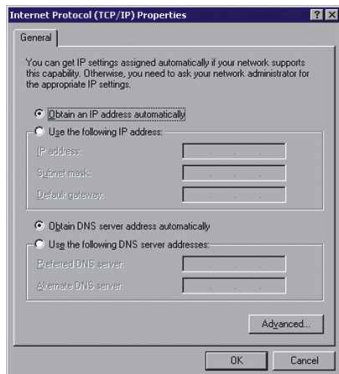 Internet Protocol (TCP/IP) Properties
General
You can get IP settings assigned automatically if your network supports
this capability. Otherwise, you need to ask your network administrator for
the appropriate IP settings.
Obtain an IP address automatically
Use the following IP address:
IP address:
Subnet mask:
Default gateway:
Obtain DNS server address automatically
Use the following DNS server addresses:
Preferred DNS server:
Alternate DNS server:
Advanced...
OK
Cancel